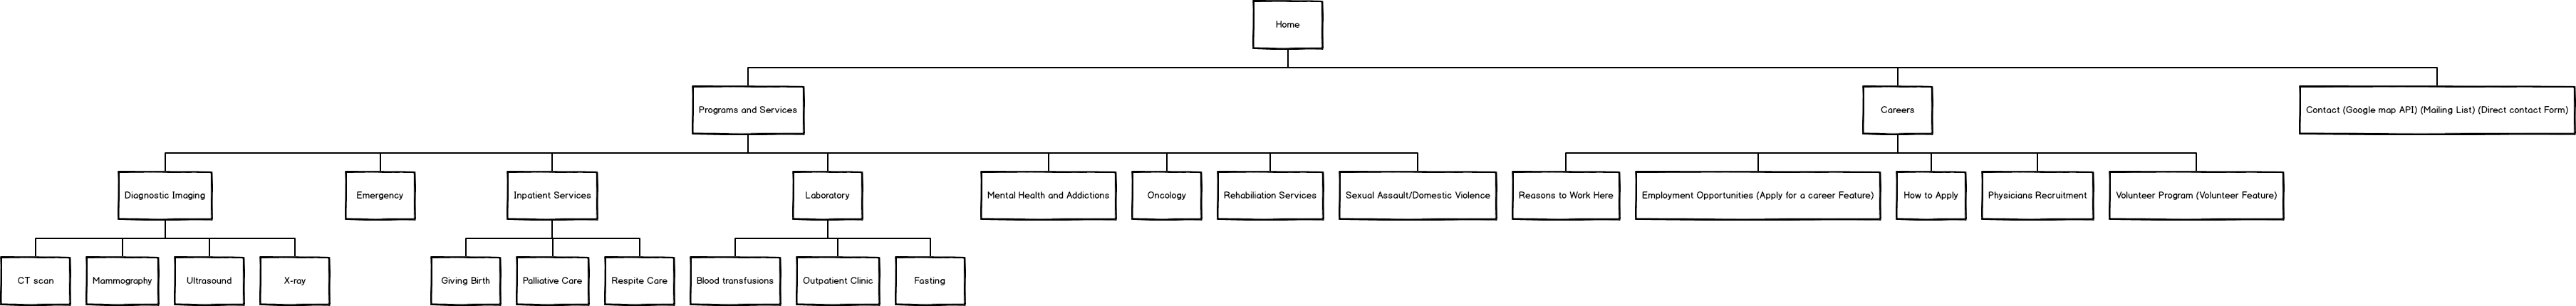 Home
Programs and Services
Careers
Contact (Google map API) (Mailing List) (Direct contact Form)
Diagnostic Imaging
Emergency
Inpatient Services
Laboratory
Mental Health and Addictions
Oncology
Rehabiliation Services
Sexual Assault/Domestic Violence
Reasons to Work Here
Employment Opportunities (Apply for a career Feature)
How to Apply
Physicians Recruitment
Volunteer Program (Volunteer Feature)
CT scan
Mammography
Ultrasound
X-ray
Giving Birth
Palliative Care
Respite Care
Blood transfusions
Outpatient Clinic
Fasting